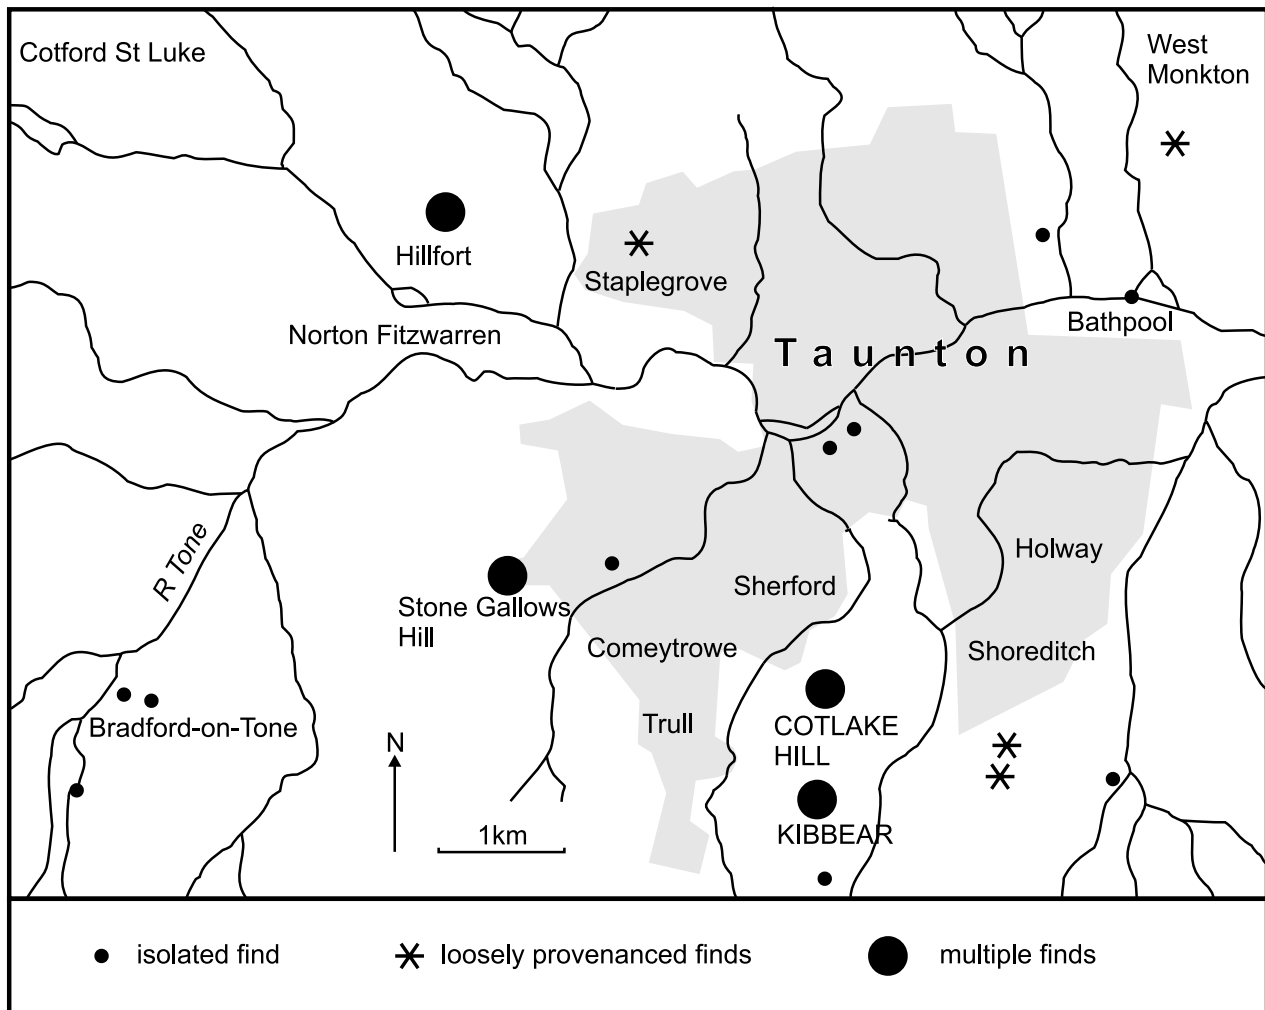 Cotford St Luke
West
Monkton
Hillfort
Staplegrove
Norton Fitzwarren
Bathpool
Taunton
R Tone
Holway
Sherford
Stone Gallows
Hill
Comeytrowe
Shoreditch
Trull
Bradford-on-Tone
COTLAKE
HILL
N
1km
KIBBEAR
isolated find
loosely provenanced finds
multiple finds